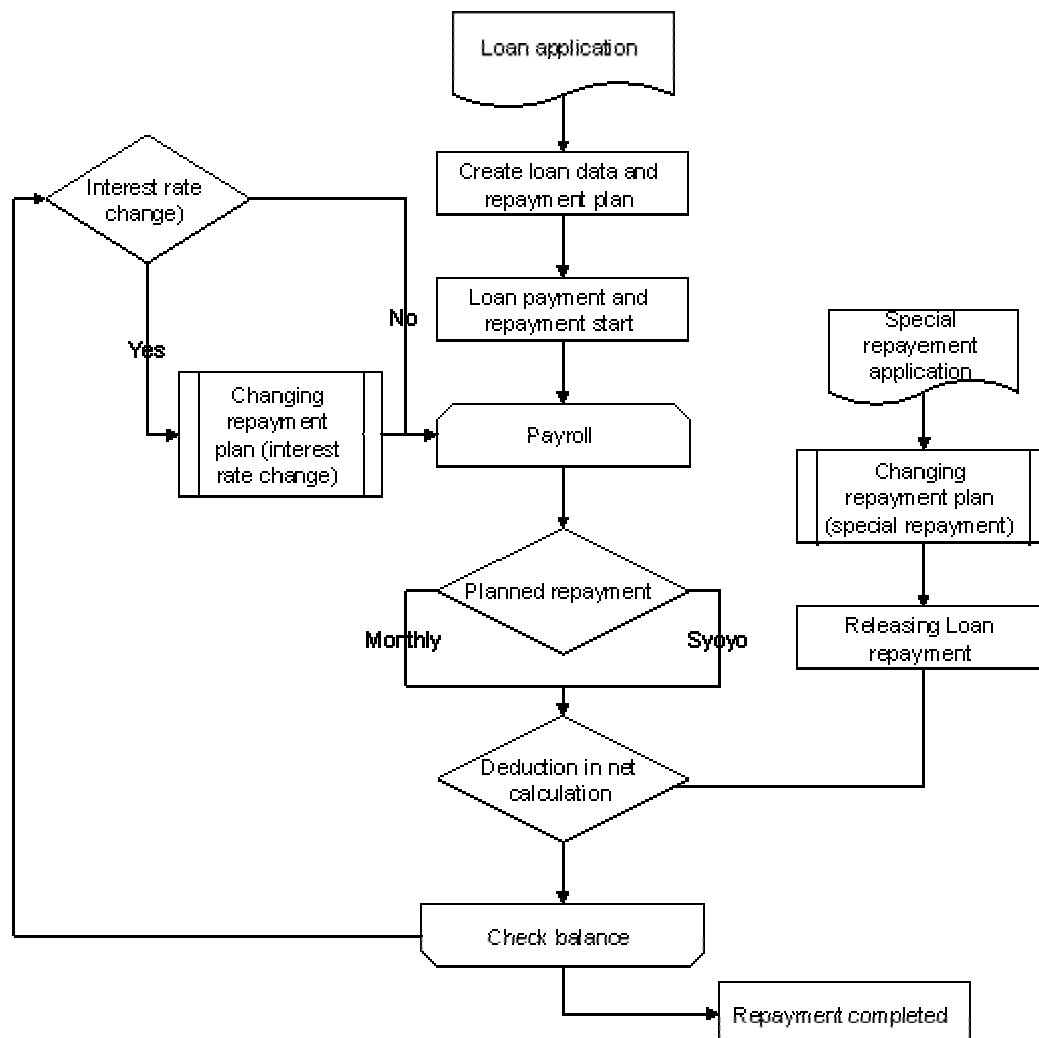 Loan application
Interest rate
change)
Create loan data and
repayment plan
Loan payment and
repayment start
No
Yes
Special
repayement
application
Changing
repayment
plan (interest
rate change)
Payroll
Changing
repayment plan
(special repayment)
Planned repayment
Monthly
Syoyo
Releasing Loan
repayment
Deduction in net
calculation
Check balance
Repayment completed